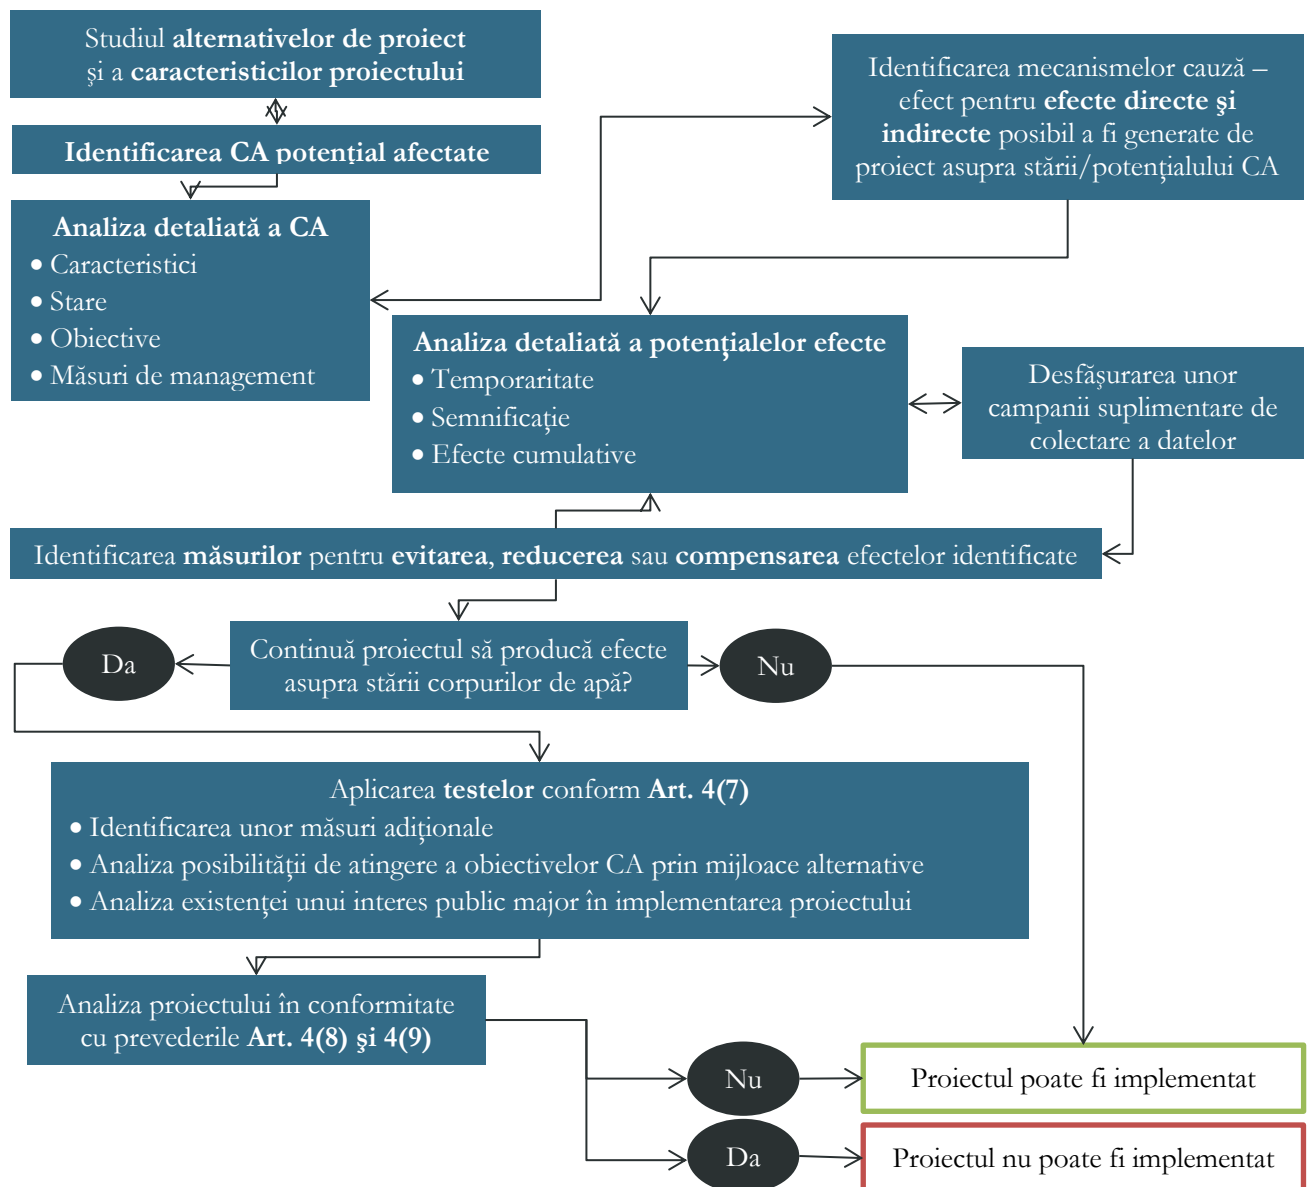 Studiul alternativelor de proiect
şi a caracteristicilor proiectului
Identificarea CA potenţial afectate
Analiza detaliată a CA
• Caracteristici
• Stare
• Obiective
• Măsuri de management
Identificarea mecanismelor cauză –
efect pentru efecte directe şi
indirecte posibil a fi generate de
proiect asupra stării/potenţialului CA
Analiza detaliată a potenţialelor efecte
• Temporaritate
• Semnificaţie
• Efecte cumulative
Desfăşurarea unor
campanii suplimentare de
colectare a datelor
Identificarea măsurilor pentru evitarea, reducerea sau compensarea efectelor identificate
Da
Continuă proiectul să producă efecte
asupra stării corpurilor de apă?
Nu
Aplicarea testelor conform Art. 4(7)
• Identificarea unor măsuri adiţionale
• Analiza posibilităţii de atingere a obiectivelor CA prin mijloace alternative
• Analiza existenţei unui interes public major în implementarea proiectului
Analiza proiectului în conformitate
cu prevederile Art. 4(8) şi 4(9)
Nu
Proiectul poate fi implementat
Da
Proiectul nu poate fi implementat